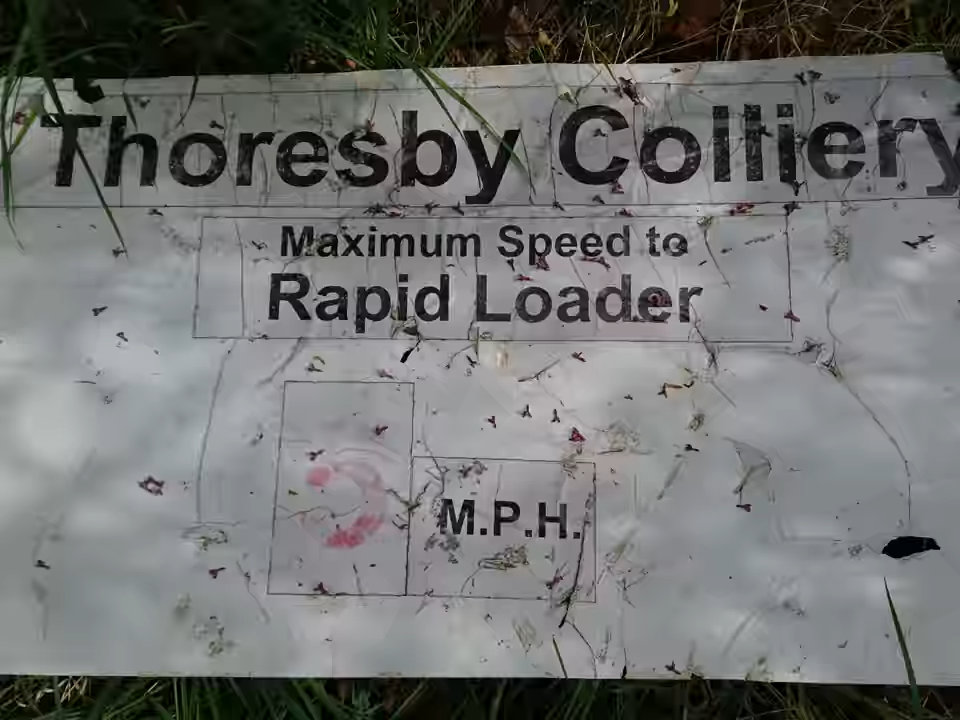 Thoresby Colliery
Maximum Speed to
Rapid Loader
M.P.H.